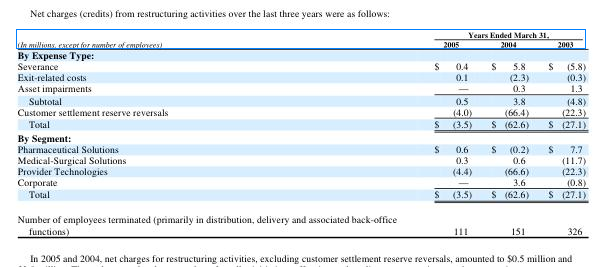 Net charges (credits) from restructuring activities over the last three years were as follows:
Years Ended March 31,
(In millions, except for number of employees) 2005 2004 2003
By Expense Type:
Severance $ 0.4 $ 5.8 $ (5.8)
Exit-related costs 0.1 (2.3) (0.3)
Asset impairments — 0.3 1.3
Subtotal 0.5 3.8 (4.8)
Customer settlement reserve reversals (4.0) (66.4) (22.3)
Total $ (3.5) $ (62.6) $ (27.1)
By Segment:
Pharmaceutical Solutions $ 0.6 $ (0.2) $ 7.7
Medical-Surgical Solutions 0.3 0.6 (11.7)
Provider Technologies (4.4) (66.6) (22.3)
Corporate — 3.6 (0.8)
Total $ (3.5) $ (62.6) $ (27.1)
Number of employees terminated (primarily in distribution, delivery and associated back-office
functions) 111 151 326
In 2005 and 2004, net charges for restructuring activities, excluding customer settlement reserve reversals, amounted to $0.5 million and